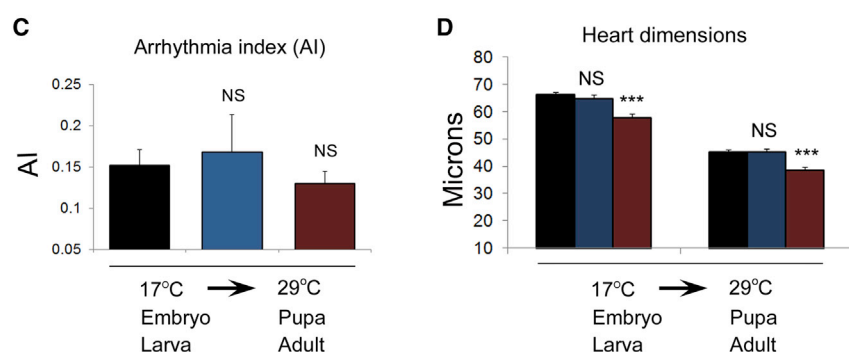 C
Arrhythmia index (AI)
AI
0.25
0.2
0.15
0.1
0.05
NS
NS
17°C 29°C
Embryo Pupa
Larva Adult
D
Heart dimensions
Microns
80
70
60
50
40
30
20
10
NS
***
NS
***
17°C 29°C
Embryo Pupa
Larva Adult